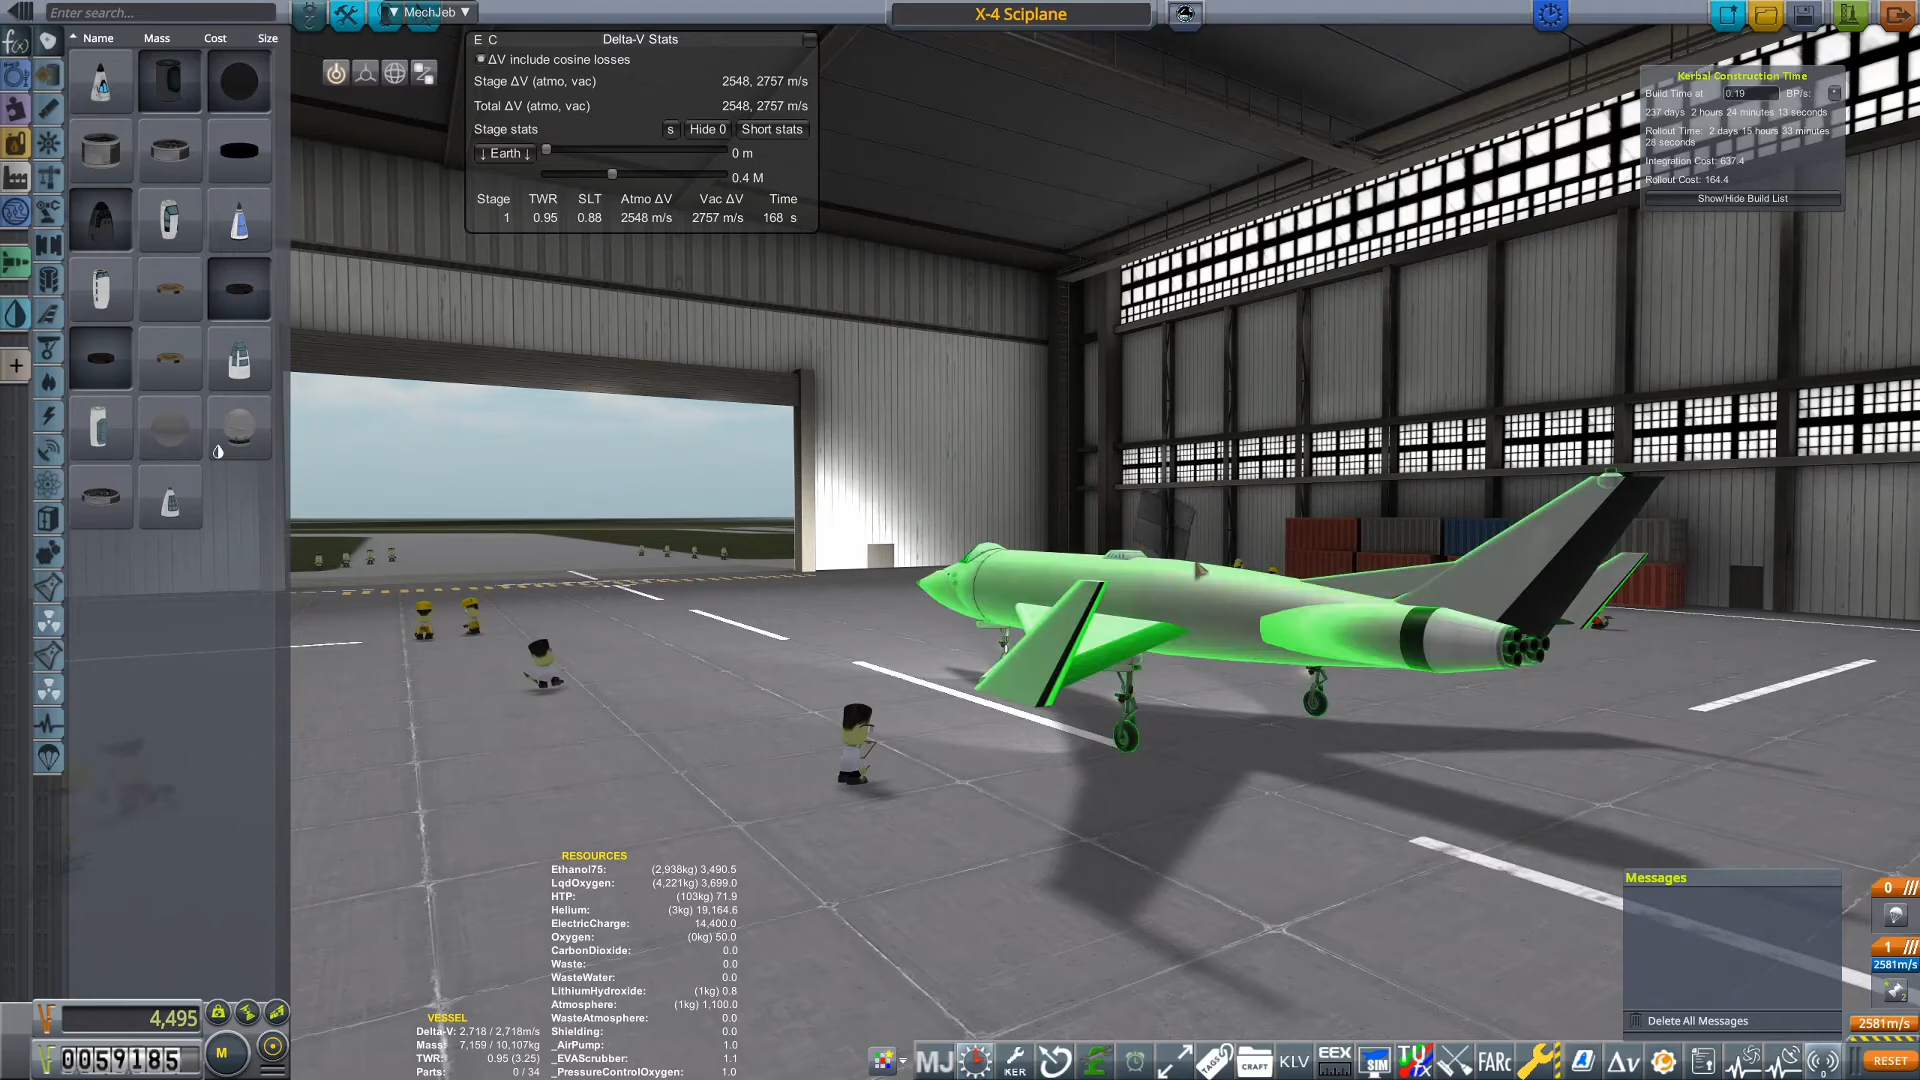 Enter search...
▼ MechJeb ▼
X-4 Sciplane
Name Mass Cost Size
E C Delta-V Stats
ΔV include cosine losses
Stage ΔV (atmo, vac) 2548, 2757 m/s
Total ΔV (atmo, vac) 2548, 2757 m/s
Stage stats s Hide 0 Short stats
↓ Earth ↓ 0 m
0.4 M
Stage TWR SLT Atmo ΔV Vac ΔV Time
1 0.95 0.88 2548 m/s 2757 m/s 168 s
Kerbal Construction Time
Build Time at 0.19 BP/s:
237 days 2 hours 24 minutes 13 seconds
Rollout Time: 2 days 15 hours 33 minutes
28 seconds
Integration Cost: 637.4
Rollout Cost: 164.4
Show/Hide Build List
RESOURCES
Ethanol75: (2,938kg) 3,490.5
LqdOxygen: (4,221kg) 3,699.0
HTP: (103kg) 71.9
Helium: (3kg) 19,164.6
ElectricCharge: 14,400.0
Oxygen: (0kg) 50.0
CarbonDioxide: 0.0
Waste: 0.0
WasteWater: 0.0
LithiumHydroxide: (1kg) 0.8
Atmosphere: (1kg) 1,100.0
WasteAtmosphere: 0.0
Shielding: 0.0
_AirPump: 1.0
_EVAScrubber: 1.1
_PressureControlOxygen: 1.0
VESSEL
Delta-V: 2,718 / 2,718m/s
Mass: 7,159 / 10,107kg
TWR: 0.95 (3.25)
Parts: 0 / 34
4,495
0059185
M
Messages
Delete All Messages
0
1
2581m/s
2
2581m/s
MJ
KER
TAGS
CRAFT
KLV
EEX
SIM
TUfx
FARc
Δv
RESET